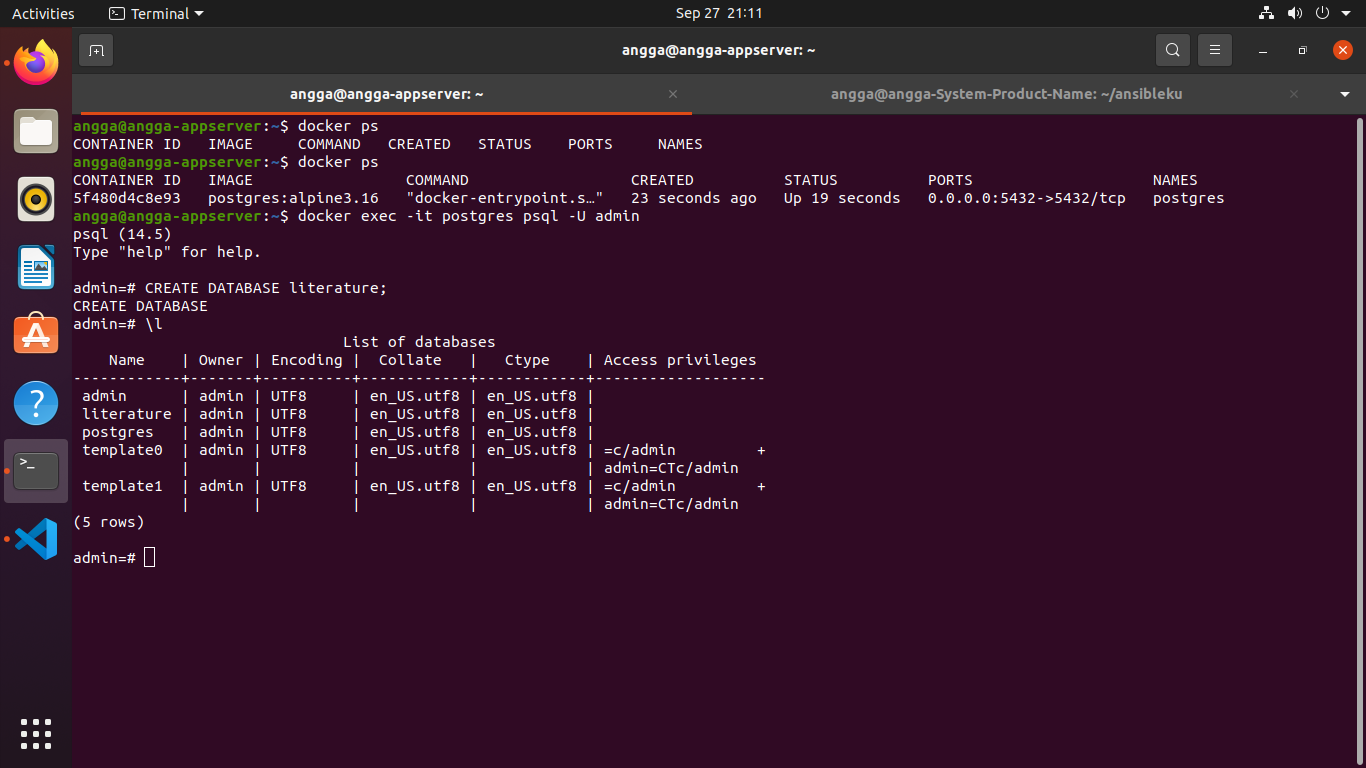 Activities
Terminal
Sep 27  21:11
angga@angga-appserver: ~
angga@angga-appserver: ~
angga@angga-System-Product-Name: ~/ansibleku
angga@angga-appserver:~$ docker ps
CONTAINER ID   IMAGE     COMMAND   CREATED   STATUS    PORTS     NAMES
angga@angga-appserver:~$ docker ps
CONTAINER ID   IMAGE                 COMMAND                  CREATED          STATUS          PORTS                    NAMES
5f480d4c8e93   postgres:alpine3.16   "docker-entrypoint.s…"   23 seconds ago   Up 19 seconds   0.0.0.0:5432->5432/tcp   postgres
angga@angga-appserver:~$ docker exec -it postgres psql -U admin
psql (14.5)
Type "help" for help.
admin=# CREATE DATABASE literature;
CREATE DATABASE
admin=# \l
                              List of databases
    Name    | Owner | Encoding |  Collate   |   Ctype    | Access privileges
------------+-------+----------+------------+------------+-------------------
 admin      | admin | UTF8     | en_US.utf8 | en_US.utf8 |
 literature | admin | UTF8     | en_US.utf8 | en_US.utf8 |
 postgres   | admin | UTF8     | en_US.utf8 | en_US.utf8 |
 template0  | admin | UTF8     | en_US.utf8 | en_US.utf8 | =c/admin         +
            |       |          |            |            | admin=CTc/admin
 template1  | admin | UTF8     | en_US.utf8 | en_US.utf8 | =c/admin         +
            |       |          |            |            | admin=CTc/admin
(5 rows)
admin=#